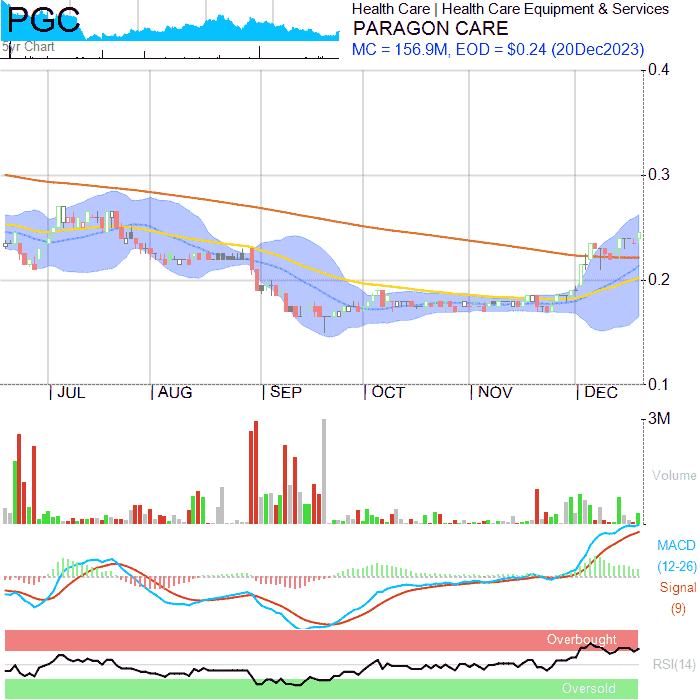 PGC
5yr Chart
Health Care | Health Care Equipment & Services
PARAGON CARE
MC = 156.9M, EOD = $0.24 (20Dec2023)
0.4
0.3
0.2
0.1
JUL AUG SEP OCT NOV DEC
3M
Volume
MACD
(12-26)
Signal
(9)
Overbought
RSI(14)
Oversold